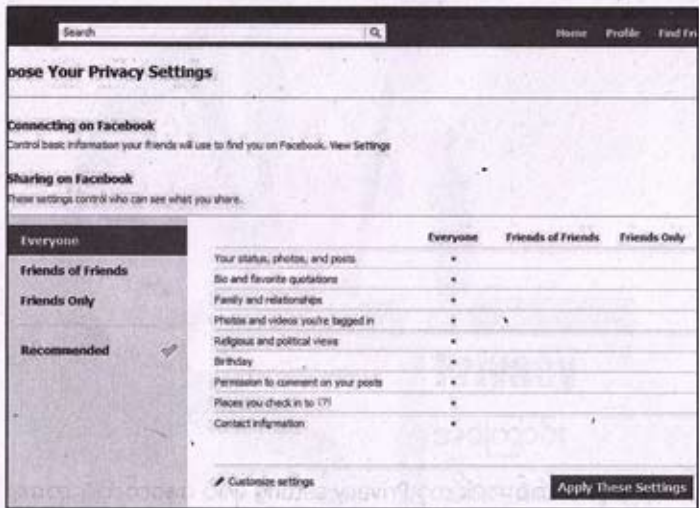 Search
Home Profile Find Fri
oose Your Privacy Settings
Connecting on Facebook
Control basic information your friends will use to find you on Facebook. View Settings
Sharing on Facebook
These settings control who can see what you share.
Everyone
Friends of Friends
Friends Only
Recommended
Everyone Friends of Friends Friends Only
Your status, photos, and posts
Bio and favorite quotations
Family and relationships
Photos and videos you're tagged in
Religious and political views
Birthday
Permission to comment on your posts
Places you check in to [?]
Contact information
Customize settings
Apply These Settings